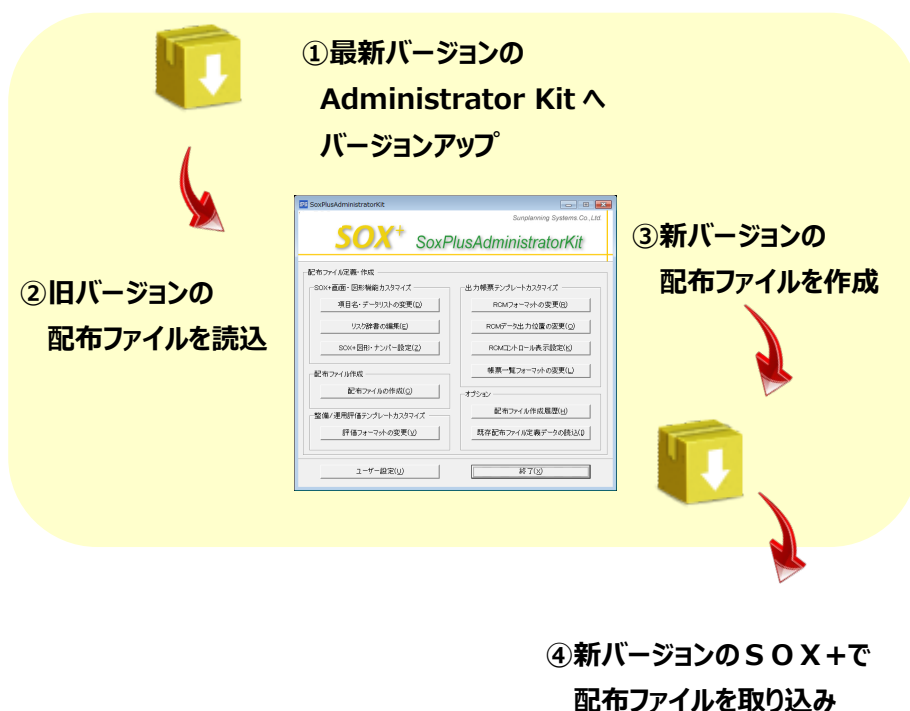 ①最新バージョンの
Administrator Kit へ
バージョンアップ
②旧バージョンの
配布ファイルを読込
SoxPlusAdministratorKit
Sunplanning Systems.Co.,Ltd
SOX+ SoxPlusAdministratorKit
配布ファイル定義・作成
SOX+画面・図形機能カスタマイズ
項目名・データリストの変更(D)
リスク辞書の編集(E)
SOX+図形・ナンバー設定(Z)
配布ファイル作成
配布ファイルの作成(G)
整備/運用評価テンプレートカスタマイズ
評価フォーマットの変更(V)
出力帳票テンプレートカスタマイズ
RCMフォーマットの変更(R)
RCMデータ出力位置の変更(O)
RCMコントロール表示設定(K)
帳票一覧フォーマットの変更(L)
オプション
配布ファイル作成履歴(H)
既存配布ファイル定義データの読込(I)
ユーザー設定(U)
終了(X)
③新バージョンの
配布ファイルを作成
④新バージョンのＳＯＸ+で
配布ファイルを取り込み